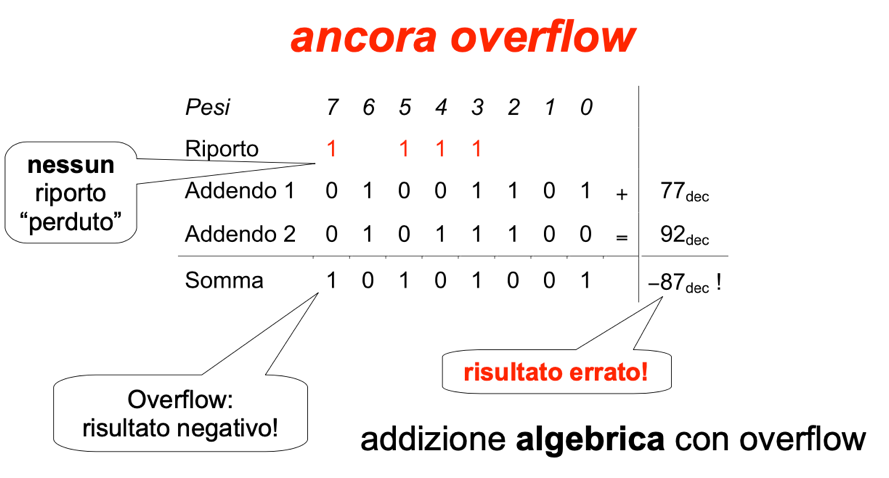 ancora overflow
Pesi 7 6 5 4 3 2 1 0
Riporto 1 1 1 1
nessun
riporto
“perduto”
Addendo 1 0 1 0 0 1 1 0 1 + 77dec
Addendo 2 0 1 0 1 1 1 0 0 = 92dec
Somma 1 0 1 0 1 0 0 1 –87dec !
risultato errato!
Overflow:
risultato negativo!
addizione algebrica con overflow